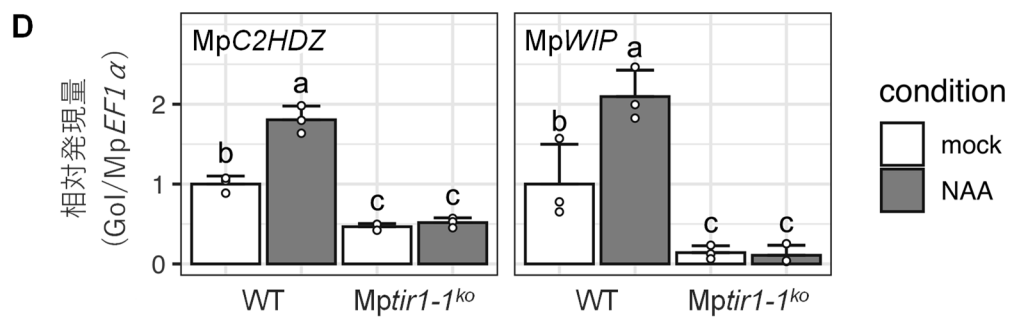 D
相対発現量
(GoI/MpEF1α)
MpC2HDZ
MpWIP
2
1
0
b
a
c
c
b
a
c
c
WT
Mptir1-1ko
WT
Mptir1-1ko
condition
mock
NAA